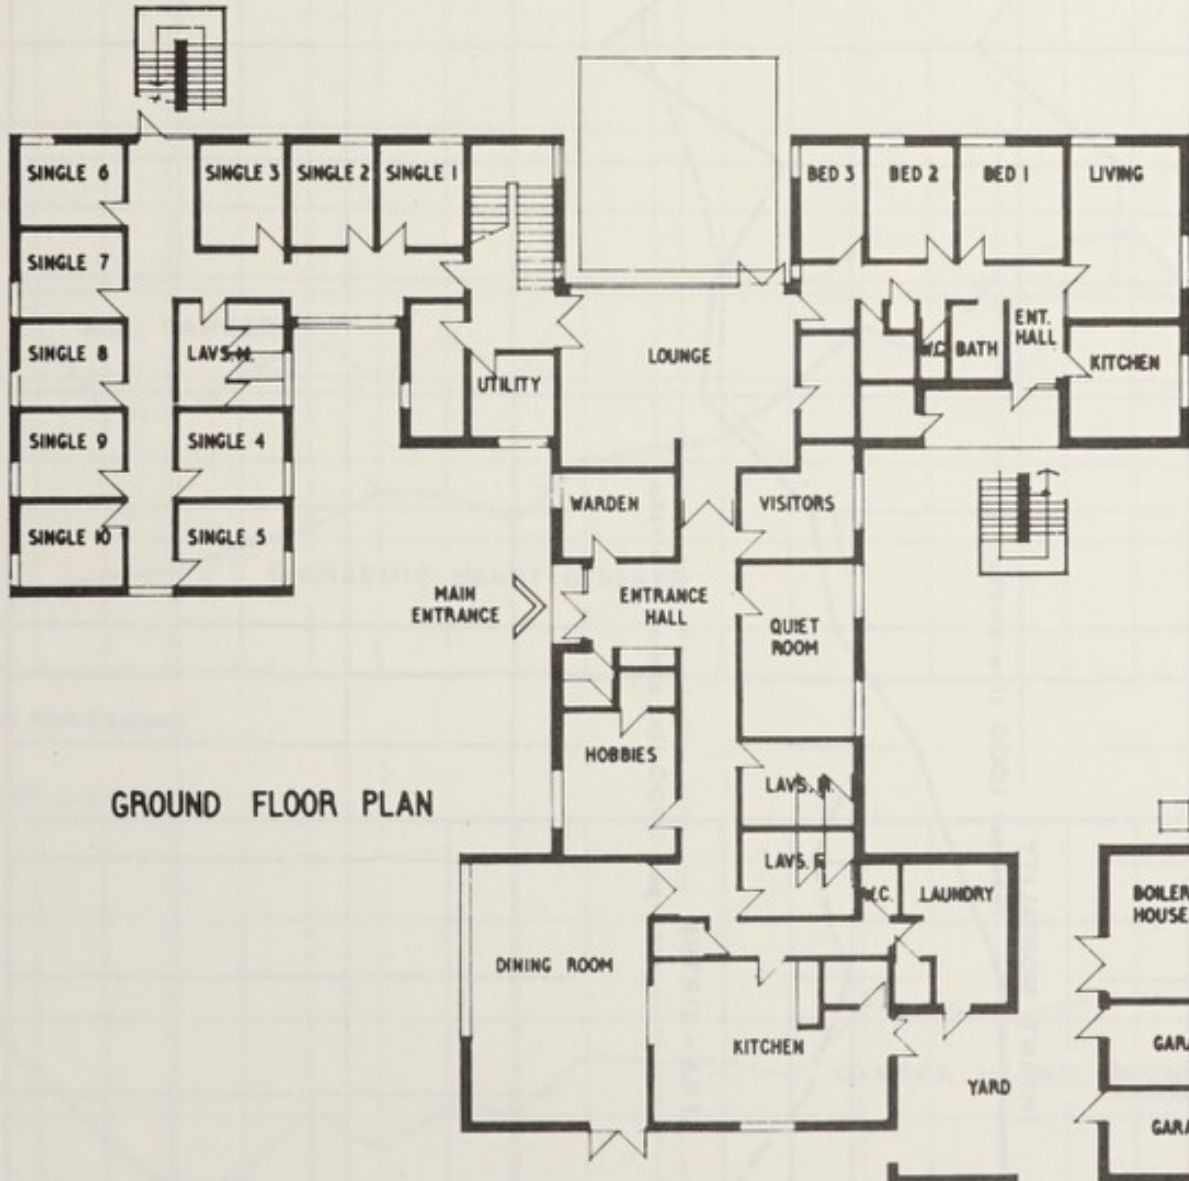 SINGLE 6
SINGLE 3
SINGLE 2
SINGLE 1
BED 3
BED 2
BED 1
LIVING
SINGLE 7
SINGLE 8
LAVS. M.
UTILITY
LOUNGE
W.C.
BATH
ENT.
HALL
KITCHEN
SINGLE 9
SINGLE 4
WARDEN
VISITORS
SINGLE 10
SINGLE 5
MAIN
ENTRANCE
ENTRANCE
HALL
QUIET
ROOM
HOBBIES
LAVS. M.
GROUND FLOOR PLAN
LAVS. F.
W.C.
LAUNDRY
BOILER
HOUSE
DINING ROOM
KITCHEN
GARA
YARD
GARA